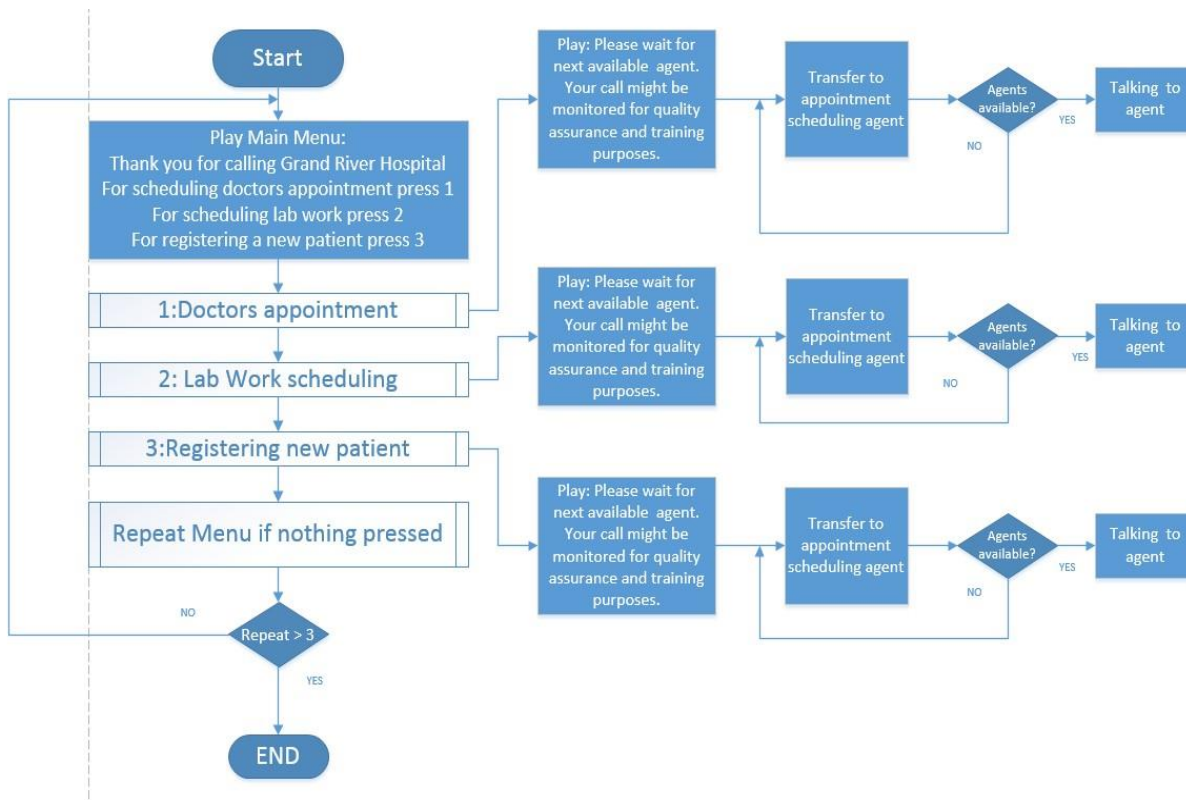 Start
Play Main Menu:
Thank you for calling Grand River Hospital
For scheduling doctors appointment press 1
For scheduling lab work press 2
For registering a new patient press 3
1:Doctors appointment
2: Lab Work scheduling
3:Registering new patient
Repeat Menu if nothing pressed
NO
Repeat > 3
YES
END
Play: Please wait for
next available agent.
Your call might be
monitored for quality
assurance and training
purposes.
Transfer to
appointment
scheduling agent
Agents
available?
YES
NO
Talking to
agent
Play: Please wait for
next available agent.
Your call might be
monitored for quality
assurance and training
purposes.
Transfer to
appointment
scheduling agent
Agents
available?
YES
NO
Talking to
agent
Play: Please wait for
next available agent.
Your call might be
monitored for quality
assurance and training
purposes.
Transfer to
appointment
scheduling agent
Agents
available?
YES
NO
Talking to
agent